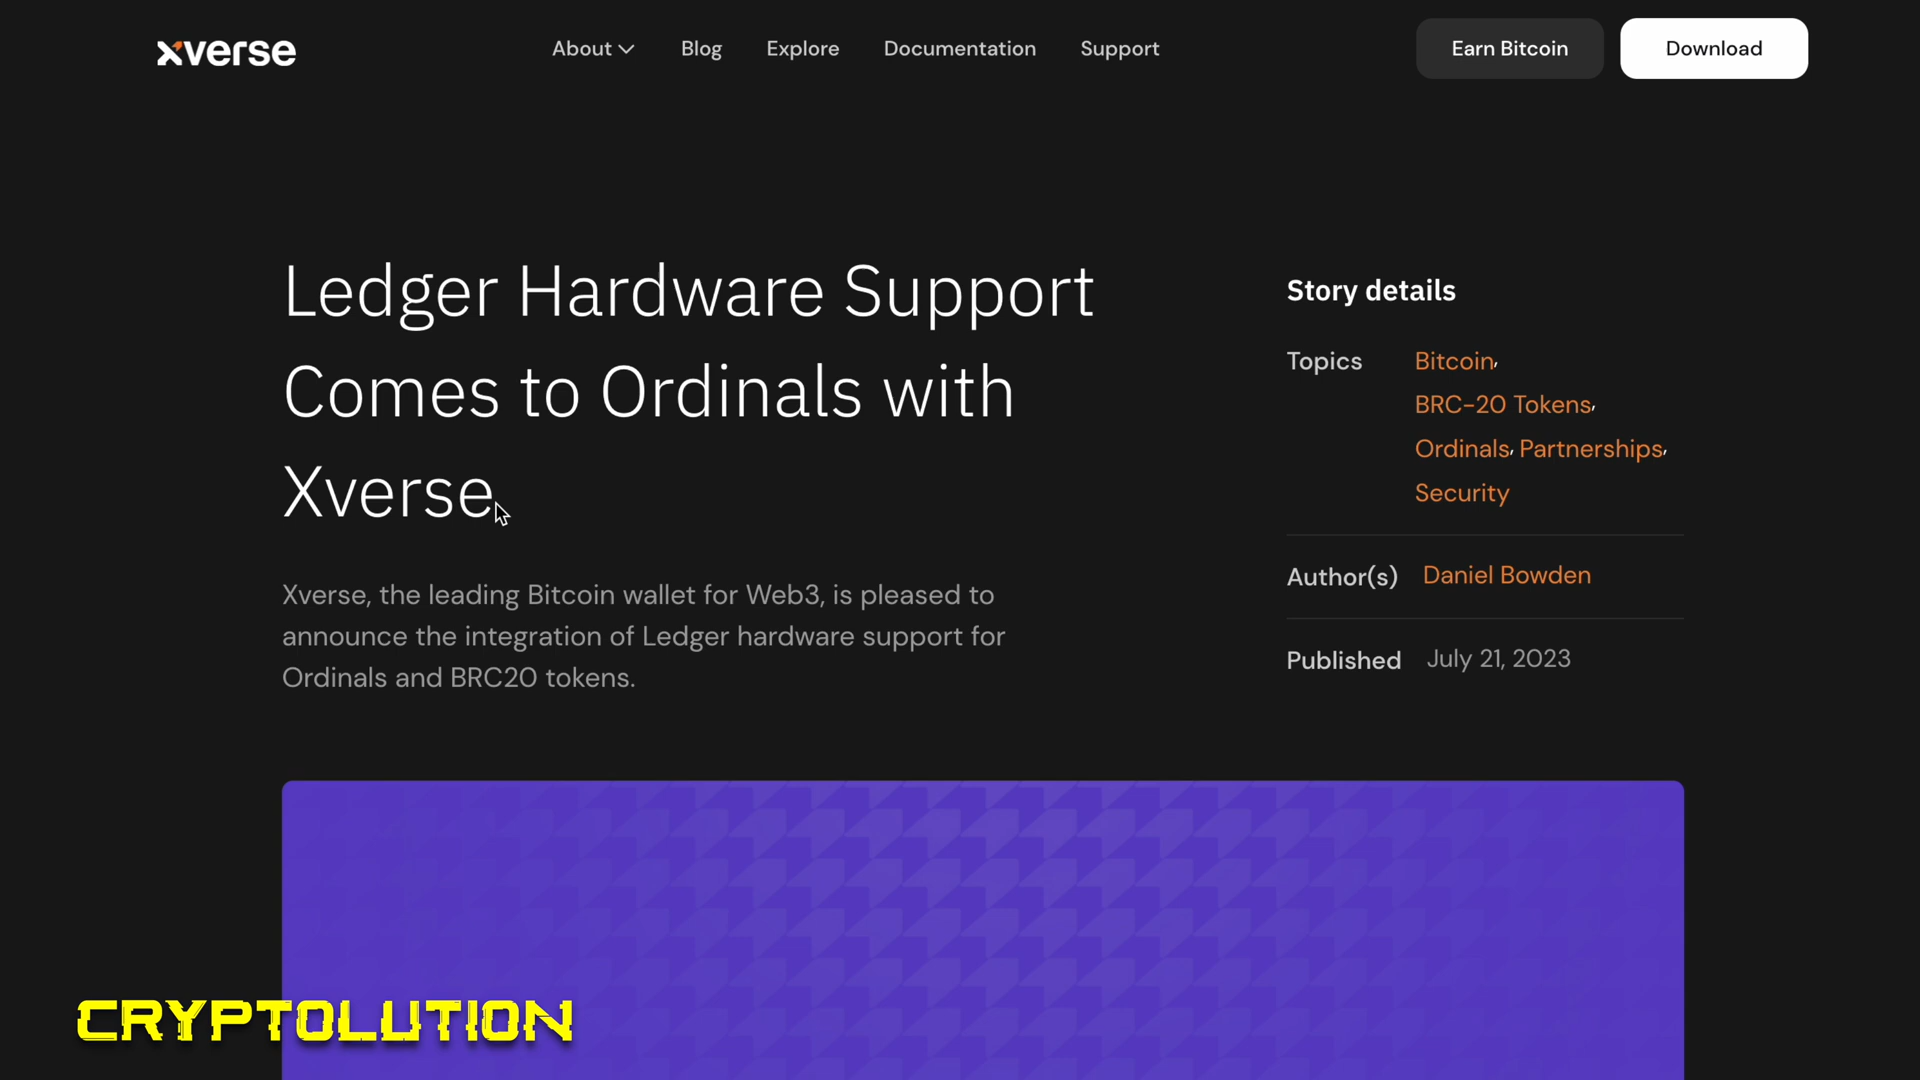 xverse
About
Blog
Explore
Documentation
Support
Earn Bitcoin
Download
Ledger Hardware Support
Comes to Ordinals with
Xverse
Xverse, the leading Bitcoin wallet for Web3, is pleased to
announce the integration of Ledger hardware support for
Ordinals and BRC20 tokens.
Story details
Topics
Bitcoin,
BRC-20 Tokens,
Ordinals, Partnerships,
Security
Author(s)
Daniel Bowden
Published
July 21, 2023
CRYPTOLUTION